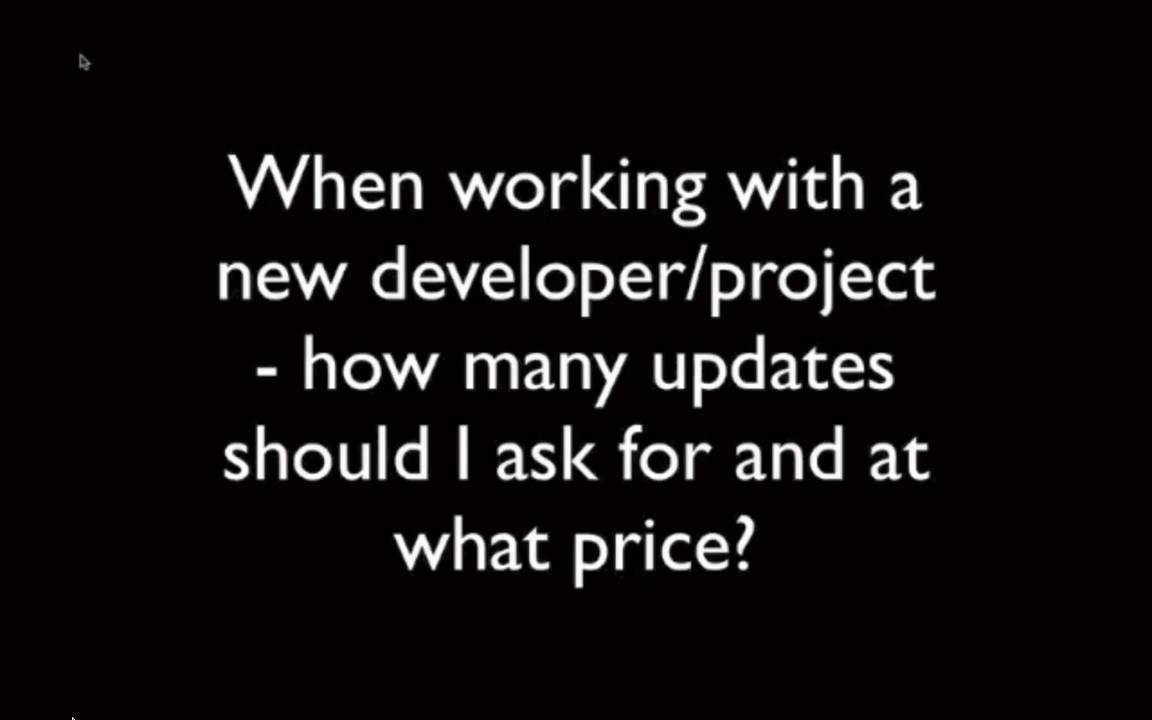 When working with a
new developer/project
- how many updates
should I ask for and at
what price?